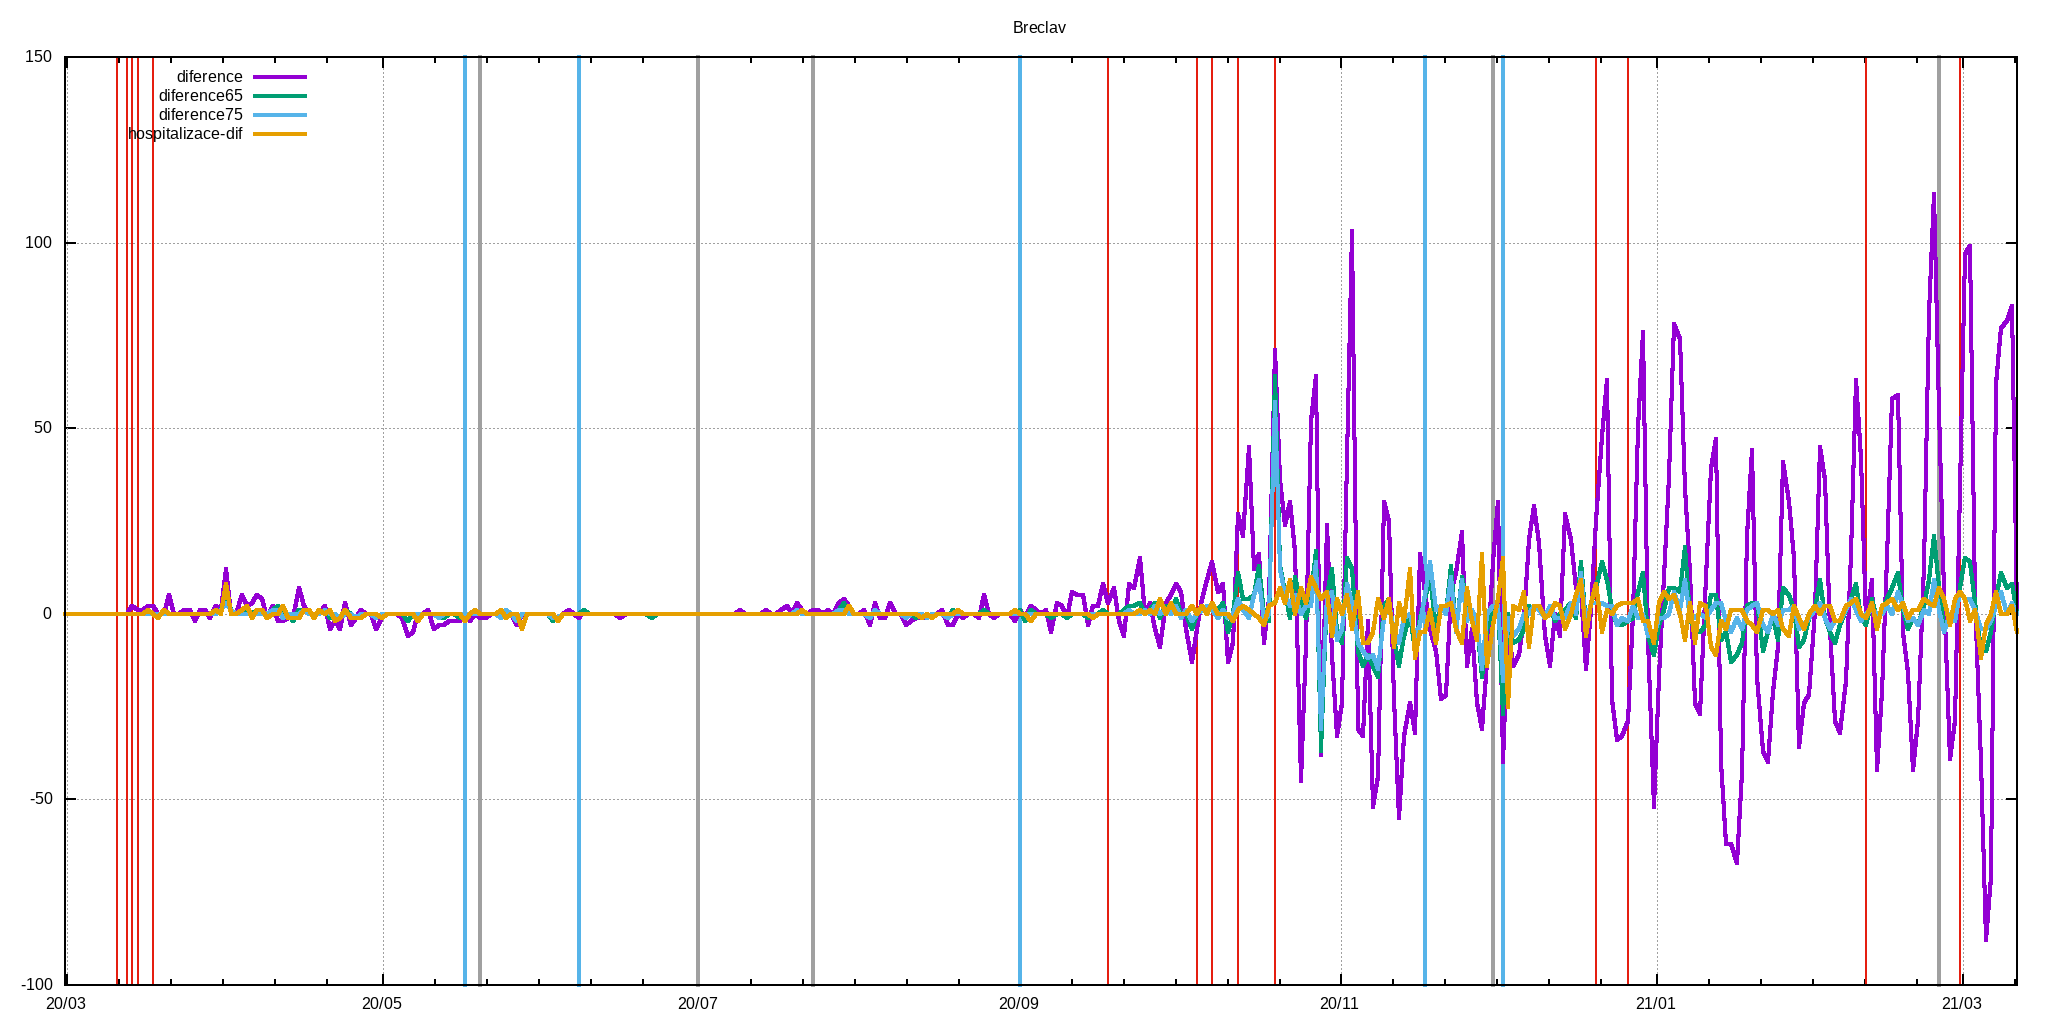 Breclav
150
100
50
0
-50
-100
diference
diference65
diference75
hospitalizace-dif
20/03 20/05 20/07 20/09 20/11 21/01 21/03